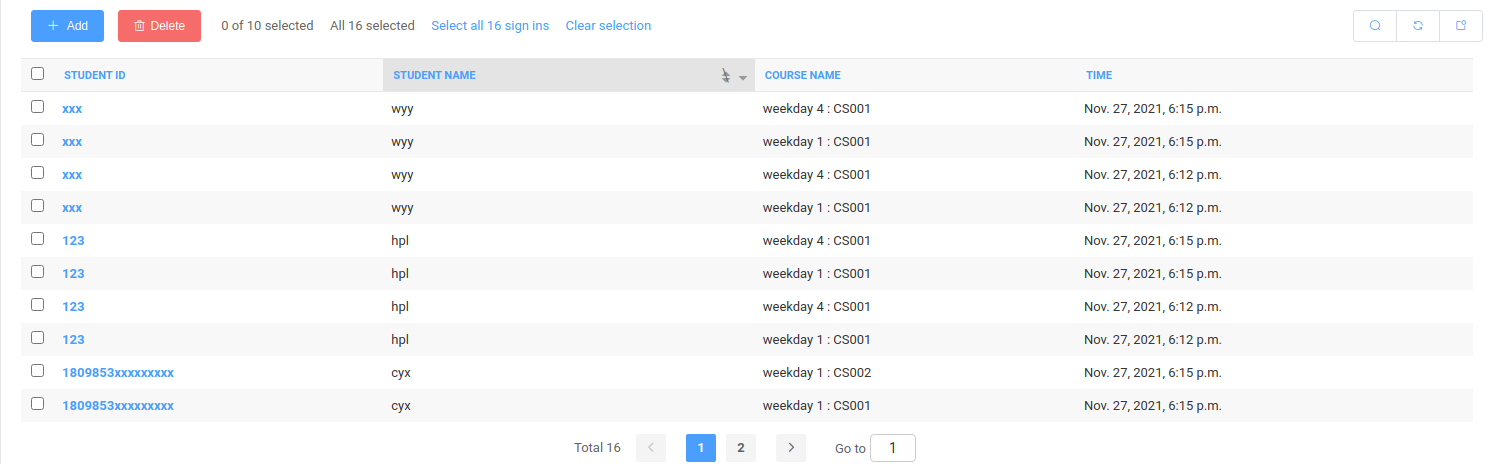 Add Delete 0 of 10 selected All 16 selected Select all 16 sign ins Clear selection
STUDENT ID STUDENT NAME COURSE NAME TIME
xxx wyy weekday 4 : CS001 Nov. 27, 2021, 6:15 p.m.
xxx wyy weekday 1 : CS001 Nov. 27, 2021, 6:15 p.m.
xxx wyy weekday 4 : CS001 Nov. 27, 2021, 6:12 p.m.
xxx wyy weekday 1 : CS001 Nov. 27, 2021, 6:12 p.m.
123 hpl weekday 4 : CS001 Nov. 27, 2021, 6:15 p.m.
123 hpl weekday 1 : CS001 Nov. 27, 2021, 6:15 p.m.
123 hpl weekday 4 : CS001 Nov. 27, 2021, 6:12 p.m.
123 hpl weekday 1 : CS001 Nov. 27, 2021, 6:12 p.m.
1809853xxxxxxxxx cyx weekday 1 : CS002 Nov. 27, 2021, 6:15 p.m.
1809853xxxxxxxxx cyx weekday 1 : CS001 Nov. 27, 2021, 6:15 p.m.
Total 16 1 2 Go to 1